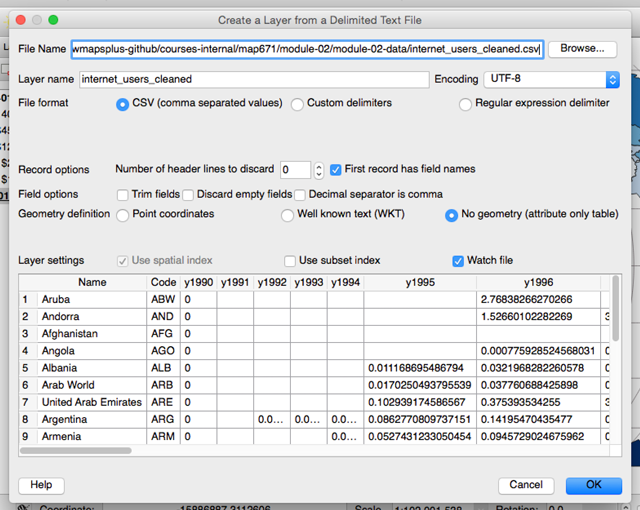 Create a Layer from a Delimited Text File
File Name wmapsplus-github/courses-internal/map671/module-02/module-02-data/internet_users_cleaned.csv Browse...
Layer name internet_users_cleaned Encoding UTF-8
File format CSV (comma separated values) Custom delimiters Regular expression delimiter
Record options Number of header lines to discard 0 First record has field names
Field options Trim fields Discard empty fields Decimal separator is comma
Geometry definition Point coordinates Well known text (WKT) No geometry (attribute only table)
Layer settings Use spatial index Use subset index Watch file
Name Code y1990 y1991 y1992 y1993 y1994 y1995 y1996
1 Aruba ABW 0 2.76838266270266
2 Andorra AND 0 1.52660102282269 3
3 Afghanistan AFG 0
4 Angola AGO 0 0.000775928524568031 0
5 Albania ALB 0 0.011168695486794 0.0321968282260578 0
6 Arab World ARB 0 0.0170250493795539 0.037760688425898 0
7 United Arab Emirates ARE 0 0.102939174586567 0.375393534255 3
8 Argentina ARG 0 0.0... 0.0... 0.0... 0.0862770809737151 0.14195470435477 0
9 Armenia ARM 0 0.0... 0.0527431233050454 0.0945729024675962 0
Help Cancel OK
Coordinate: 15886887,3112606 Scale Rotation: 0.0